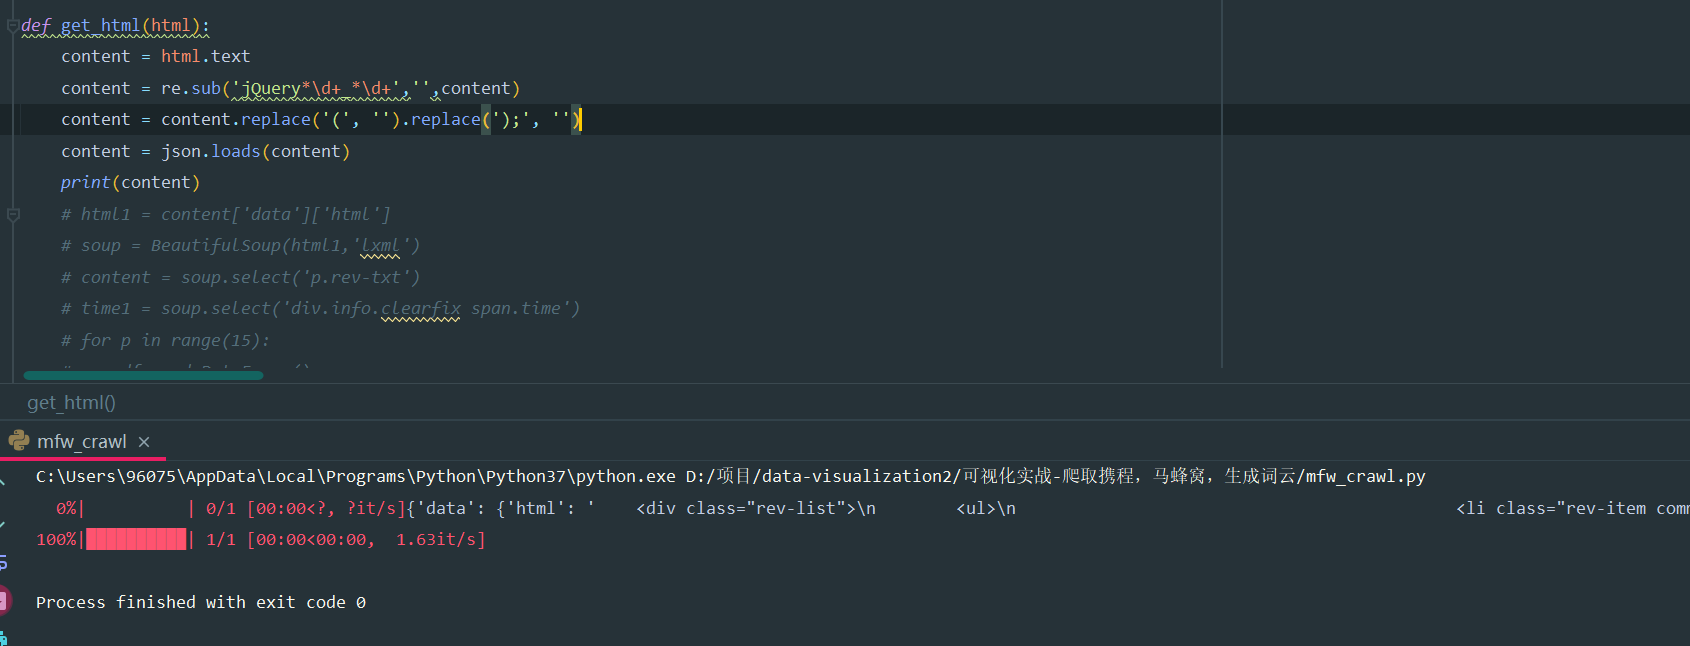 def get_html(html):
content = html.text
content = re.sub('jQuery*\d+_*\d+','',content)
content = content.replace('(', '').replace(');', '')
content = json.loads(content)
print(content)
# html1 = content['data']['html']
# soup = BeautifulSoup(html1,'lxml')
# content = soup.select('p.rev-txt')
# time1 = soup.select('div.info.clearfix span.time')
# for p in range(15):
get_html()
mfw_crawl
C:\Users\96075\AppData\Local\Programs\Python\Python37\python.exe D:/项目/data-visualization2/可视化实战-爬取携程，马蜂窝，生成词云/mfw_crawl.py
0%| | 0/1 [00:00<?, ?it/s]{'data': {'html': ' <div class="rev-list">\n <ul>\n <li class="rev-item com
100%|██████████| 1/1 [00:00<00:00, 1.63it/s]
Process finished with exit code 0